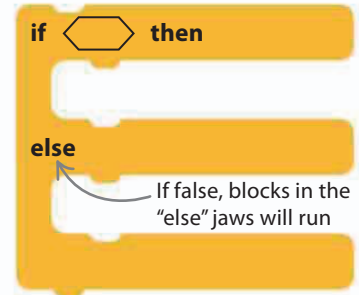 if then
else
If false, blocks in the
“else” jaws will run